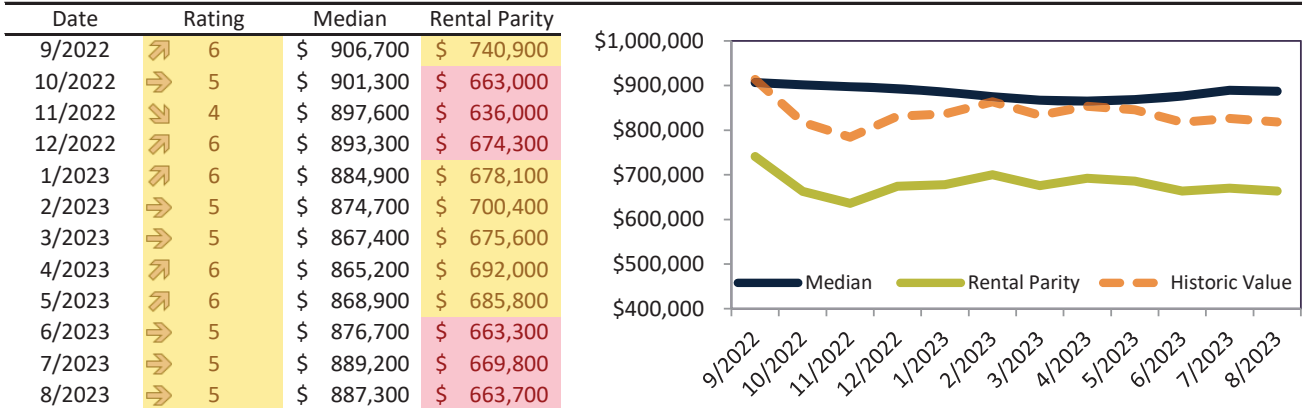 Date Rating Median Rental Parity
9/2022 6 $ 906,700 $ 740,900
10/2022 5 $ 901,300 $ 663,000
11/2022 4 $ 897,600 $ 636,000
12/2022 6 $ 893,300 $ 674,300
1/2023 6 $ 884,900 $ 678,100
2/2023 5 $ 874,700 $ 700,400
3/2023 5 $ 867,400 $ 675,600
4/2023 6 $ 865,200 $ 692,000
5/2023 6 $ 868,900 $ 685,800
6/2023 5 $ 876,700 $ 663,300
7/2023 5 $ 889,200 $ 669,800
8/2023 5 $ 887,300 $ 663,700
$1,000,000
$900,000
$800,000
$700,000
$600,000
$500,000
$400,000
Median Rental Parity Historic Value
9/2022 10/2022 11/2022 12/2022 1/2023 2/2023 3/2023 4/2023 5/2023 6/2023 7/2023 8/2023